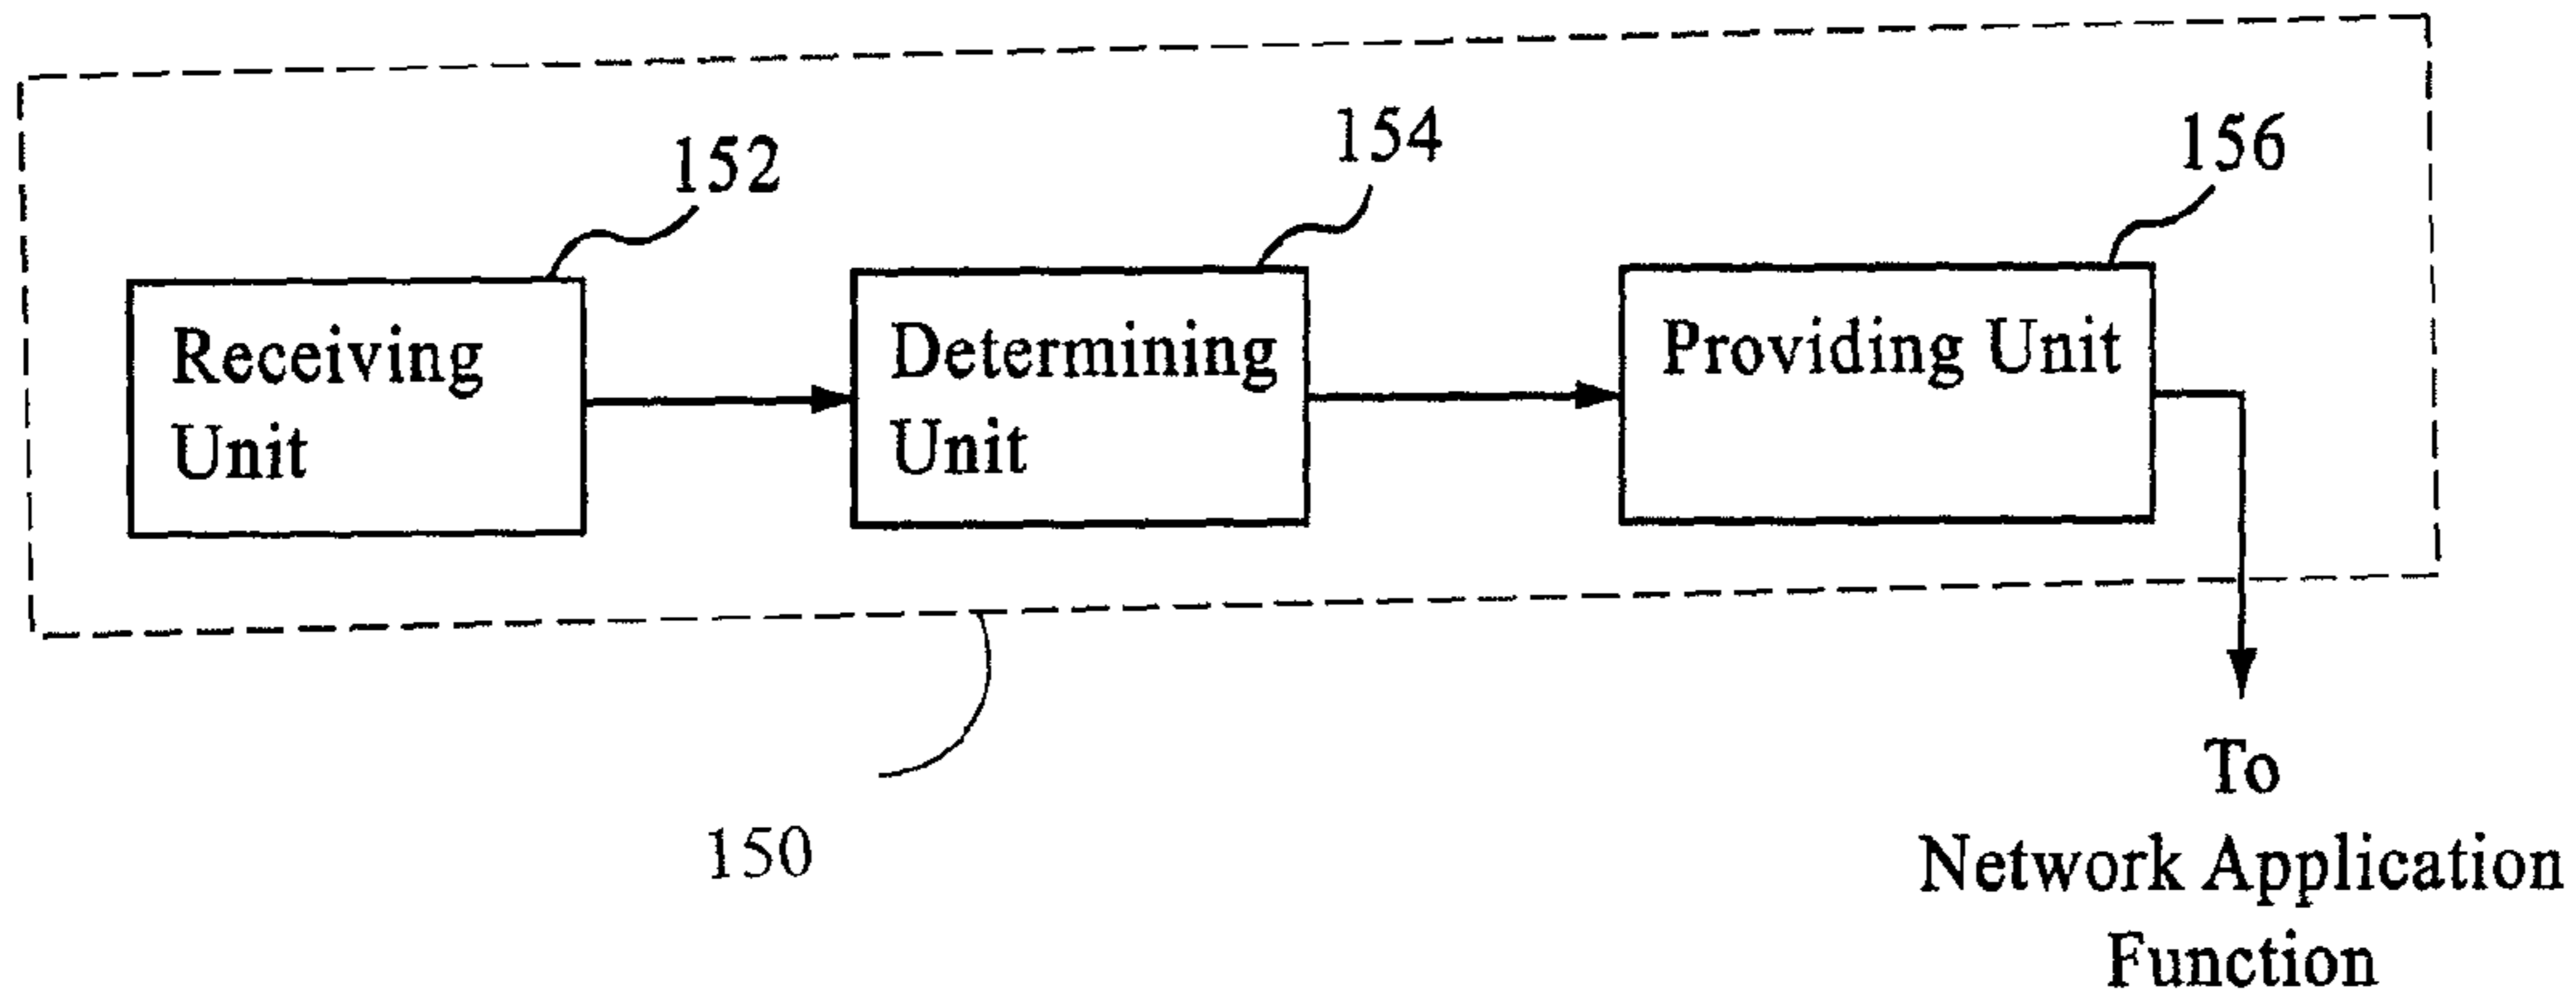 152
154
156
Receiving
Unit
Determining
Unit
Providing Unit
150
To
Network Application
Function